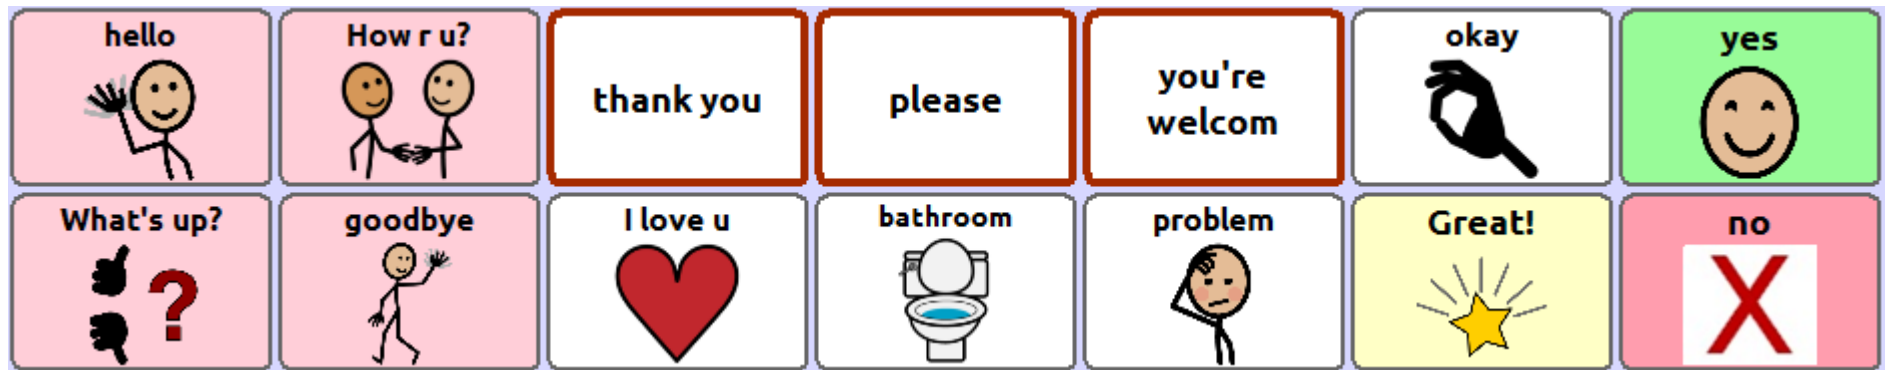 hello
How r u?
thank you
please
you're
welcom
okay
yes
What's up?
goodbye
I love u
bathroom
problem
Great!
no